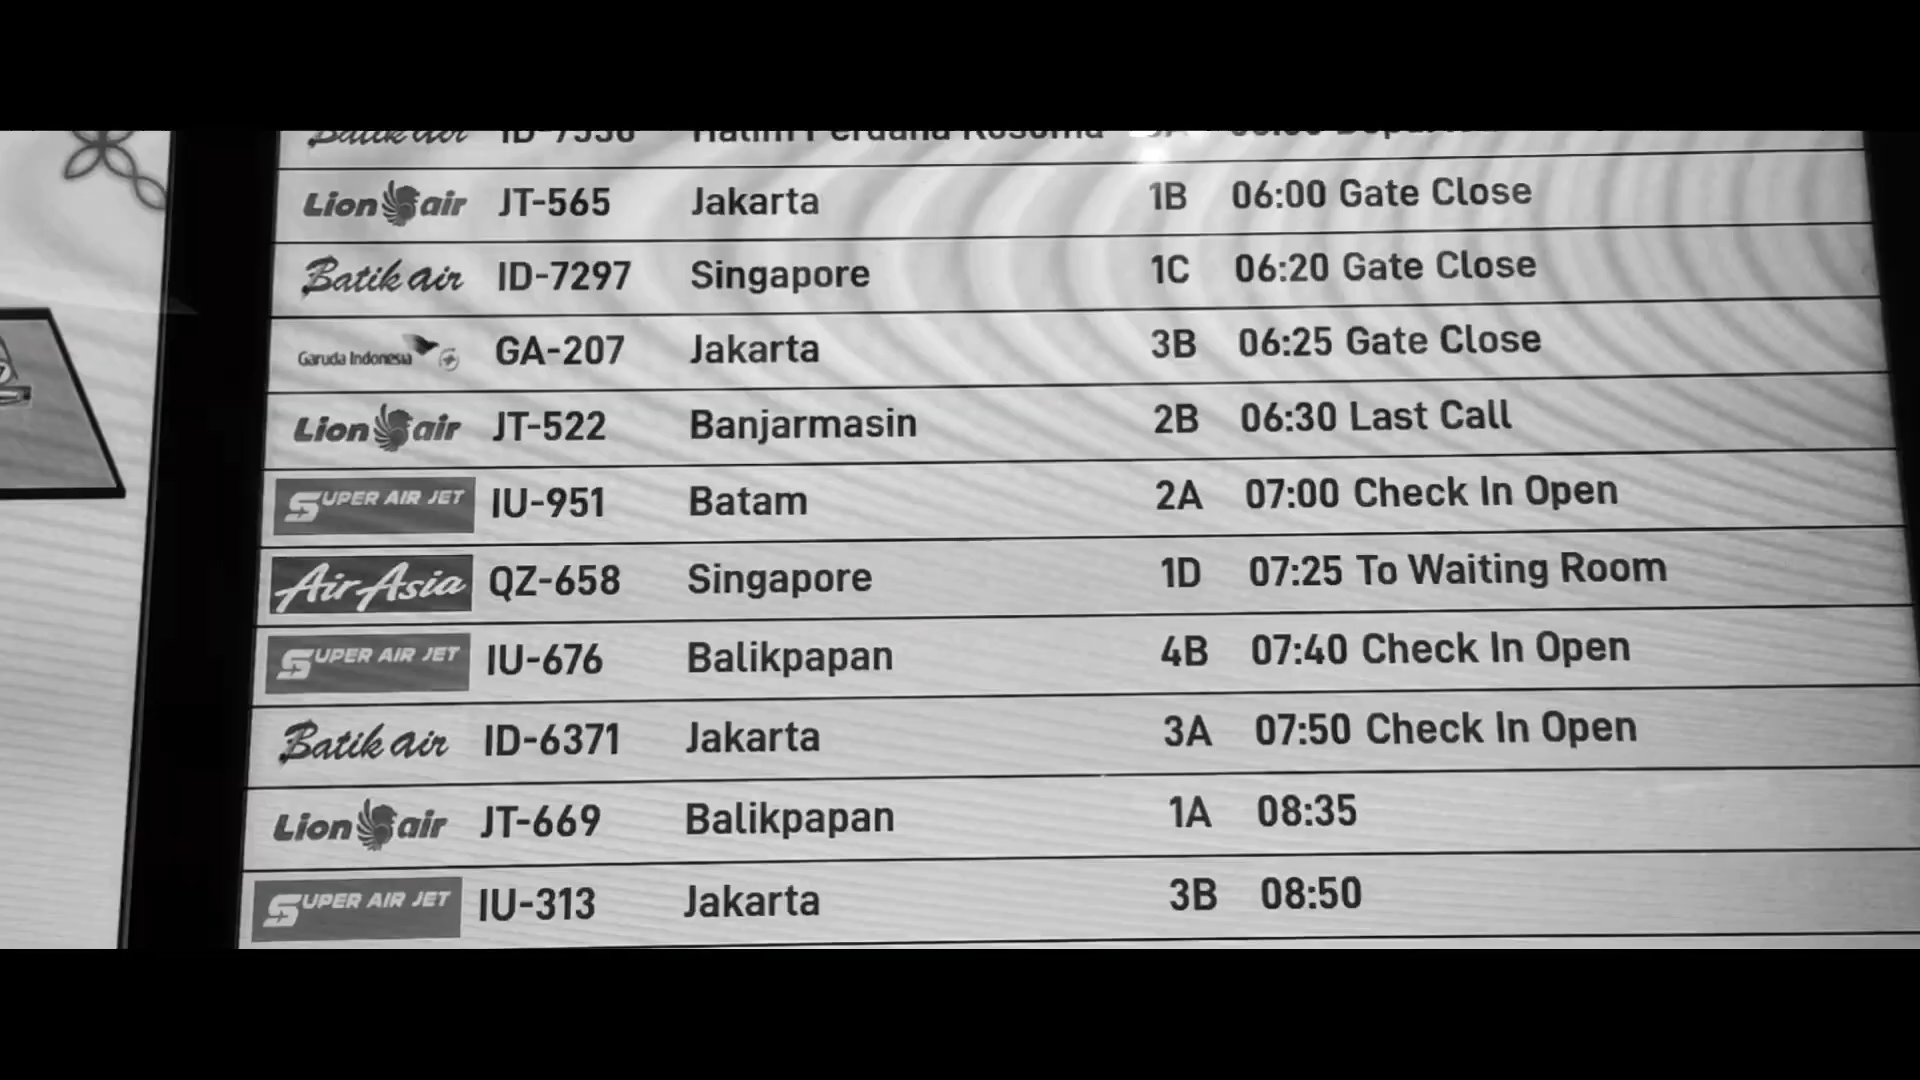 Batik air ID-7536 Halim Perdana Kusuma
Lion air JT-565 Jakarta 1B 06:00 Gate Close
Batik air ID-7297 Singapore 1C 06:20 Gate Close
Garuda Indonesia GA-207 Jakarta 3B 06:25 Gate Close
Lion air JT-522 Banjarmasin 2B 06:30 Last Call
SUPER AIR JET IU-951 Batam 2A 07:00 Check In Open
AirAsia QZ-658 Singapore 1D 07:25 To Waiting Room
SUPER AIR JET IU-676 Balikpapan 4B 07:40 Check In Open
Batik air ID-6371 Jakarta 3A 07:50 Check In Open
Lion air JT-669 Balikpapan 1A 08:35
SUPER AIR JET IU-313 Jakarta 3B 08:50